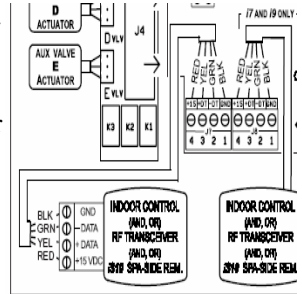 i7 AND i9 ONLY
D
ACTUATOR
DVLV
J4
AUX VALVE
E
ACTUATOR
EVLV
K3 K2 K1
RED YEL GRN BLK
RED YEL GRN BLK
+15 +DT -DT GND
+15 +DT -DT GND
J7 J8
4 3 2 1
4 3 2 1
BLK GND
GRN -DATA
YEL +DATA
RED +15 VDC
INDOOR CONTROL
(AND, OR)
RF TRANSCEIVER
(AND, OR)
SPA-SIDE REM.
INDOOR CONTROL
(AND, OR)
RF TRANSCEIVER
(AND, OR)
SPA-SIDE REM.